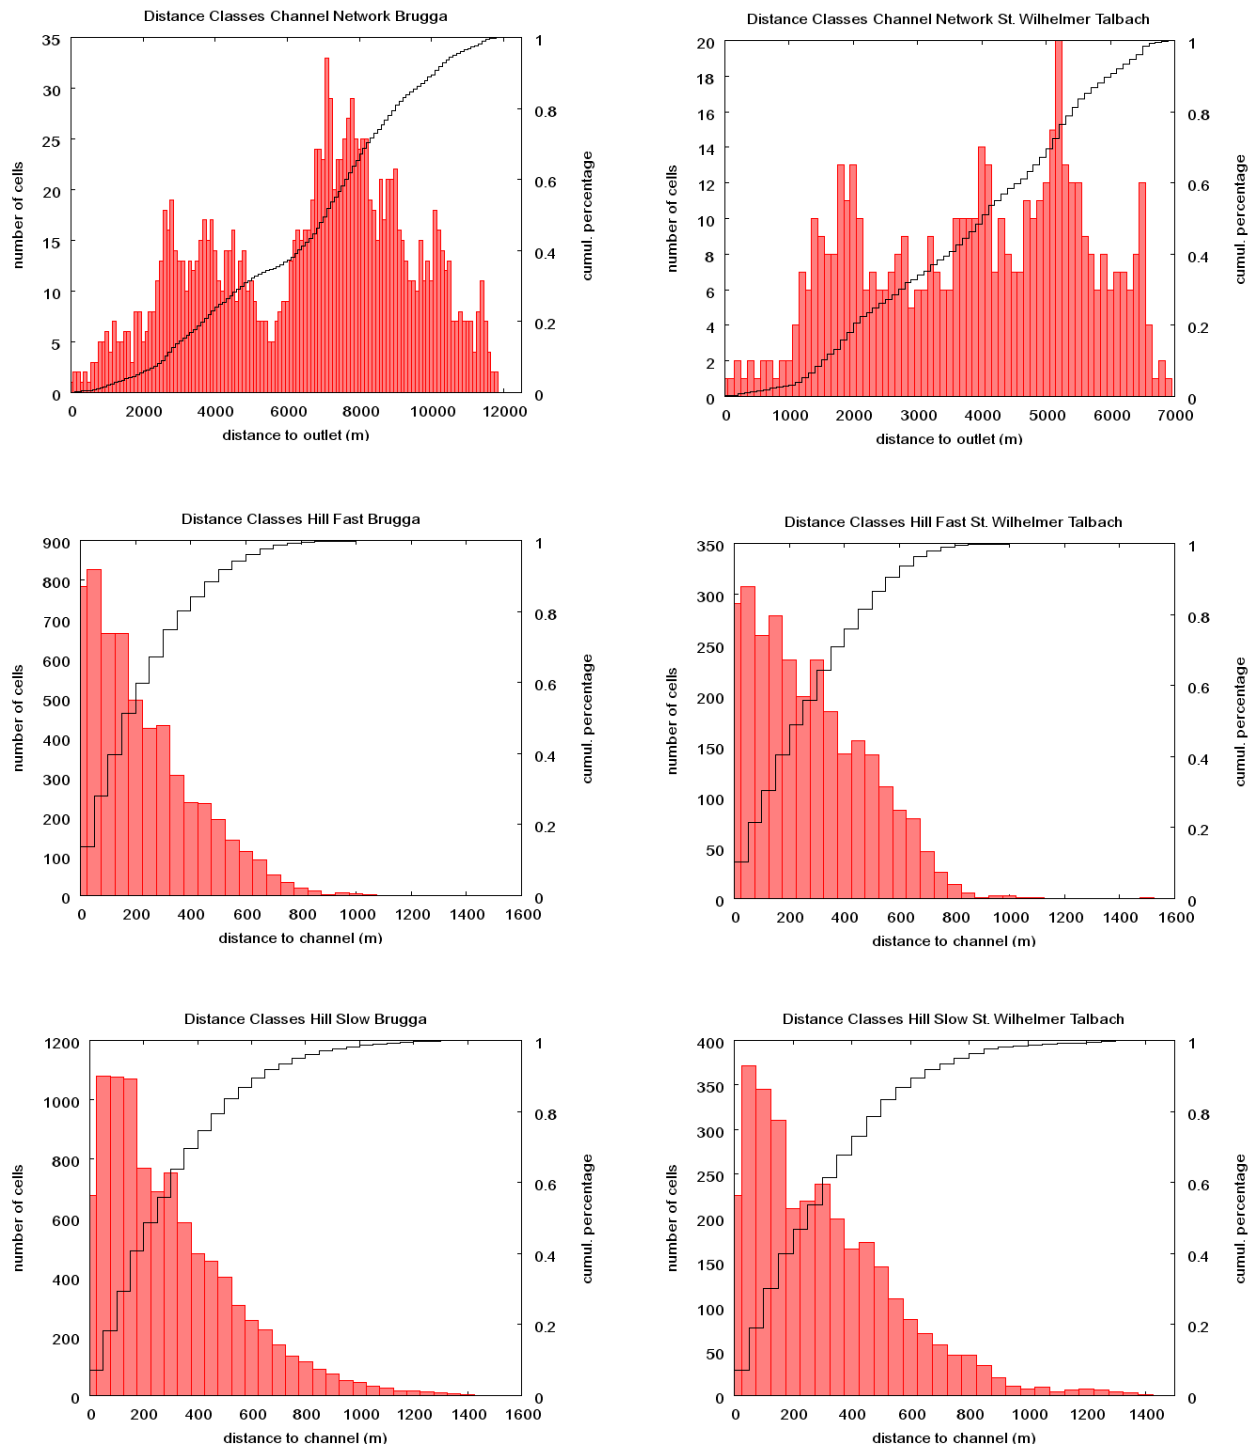 Distance Classes Channel Network Brugga
35
30
25
20
15
10
5
0
number of cells
1
0.8
0.6
0.4
0.2
0
cumul. percentage
0 2000 4000 6000 8000 10000 12000
distance to outlet (m)
Distance Classes Channel Network St. Wilhelmer Talbach
20
18
16
14
12
10
8
6
4
2
0
number of cells
1
0.8
0.6
0.4
0.2
0
cumul. percentage
0 1000 2000 3000 4000 5000 6000 7000
distance to outlet (m)
Distance Classes Hill Fast Brugga
900
800
700
600
500
400
300
200
100
0
number of cells
1
0.8
0.6
0.4
0.2
0
cumul. percentage
0 200 400 600 800 1000 1200 1400 1600
distance to channel (m)
Distance Classes Hill Fast St. Wilhelmer Talbach
350
300
250
200
150
100
50
0
number of cells
1
0.8
0.6
0.4
0.2
0
cumul. percentage
0 200 400 600 800 1000 1200 1400 1600
distance to channel (m)
Distance Classes Hill Slow Brugga
1200
1000
800
600
400
200
0
number of cells
1
0.8
0.6
0.4
0.2
0
cumul. percentage
0 200 400 600 800 1000 1200 1400 1600
distance to channel (m)
Distance Classes Hill Slow St. Wilhelmer Talbach
400
350
300
250
200
150
100
50
0
number of cells
1
0.8
0.6
0.4
0.2
0
cumul. percentage
0 200 400 600 800 1000 1200 1400
distance to channel (m)